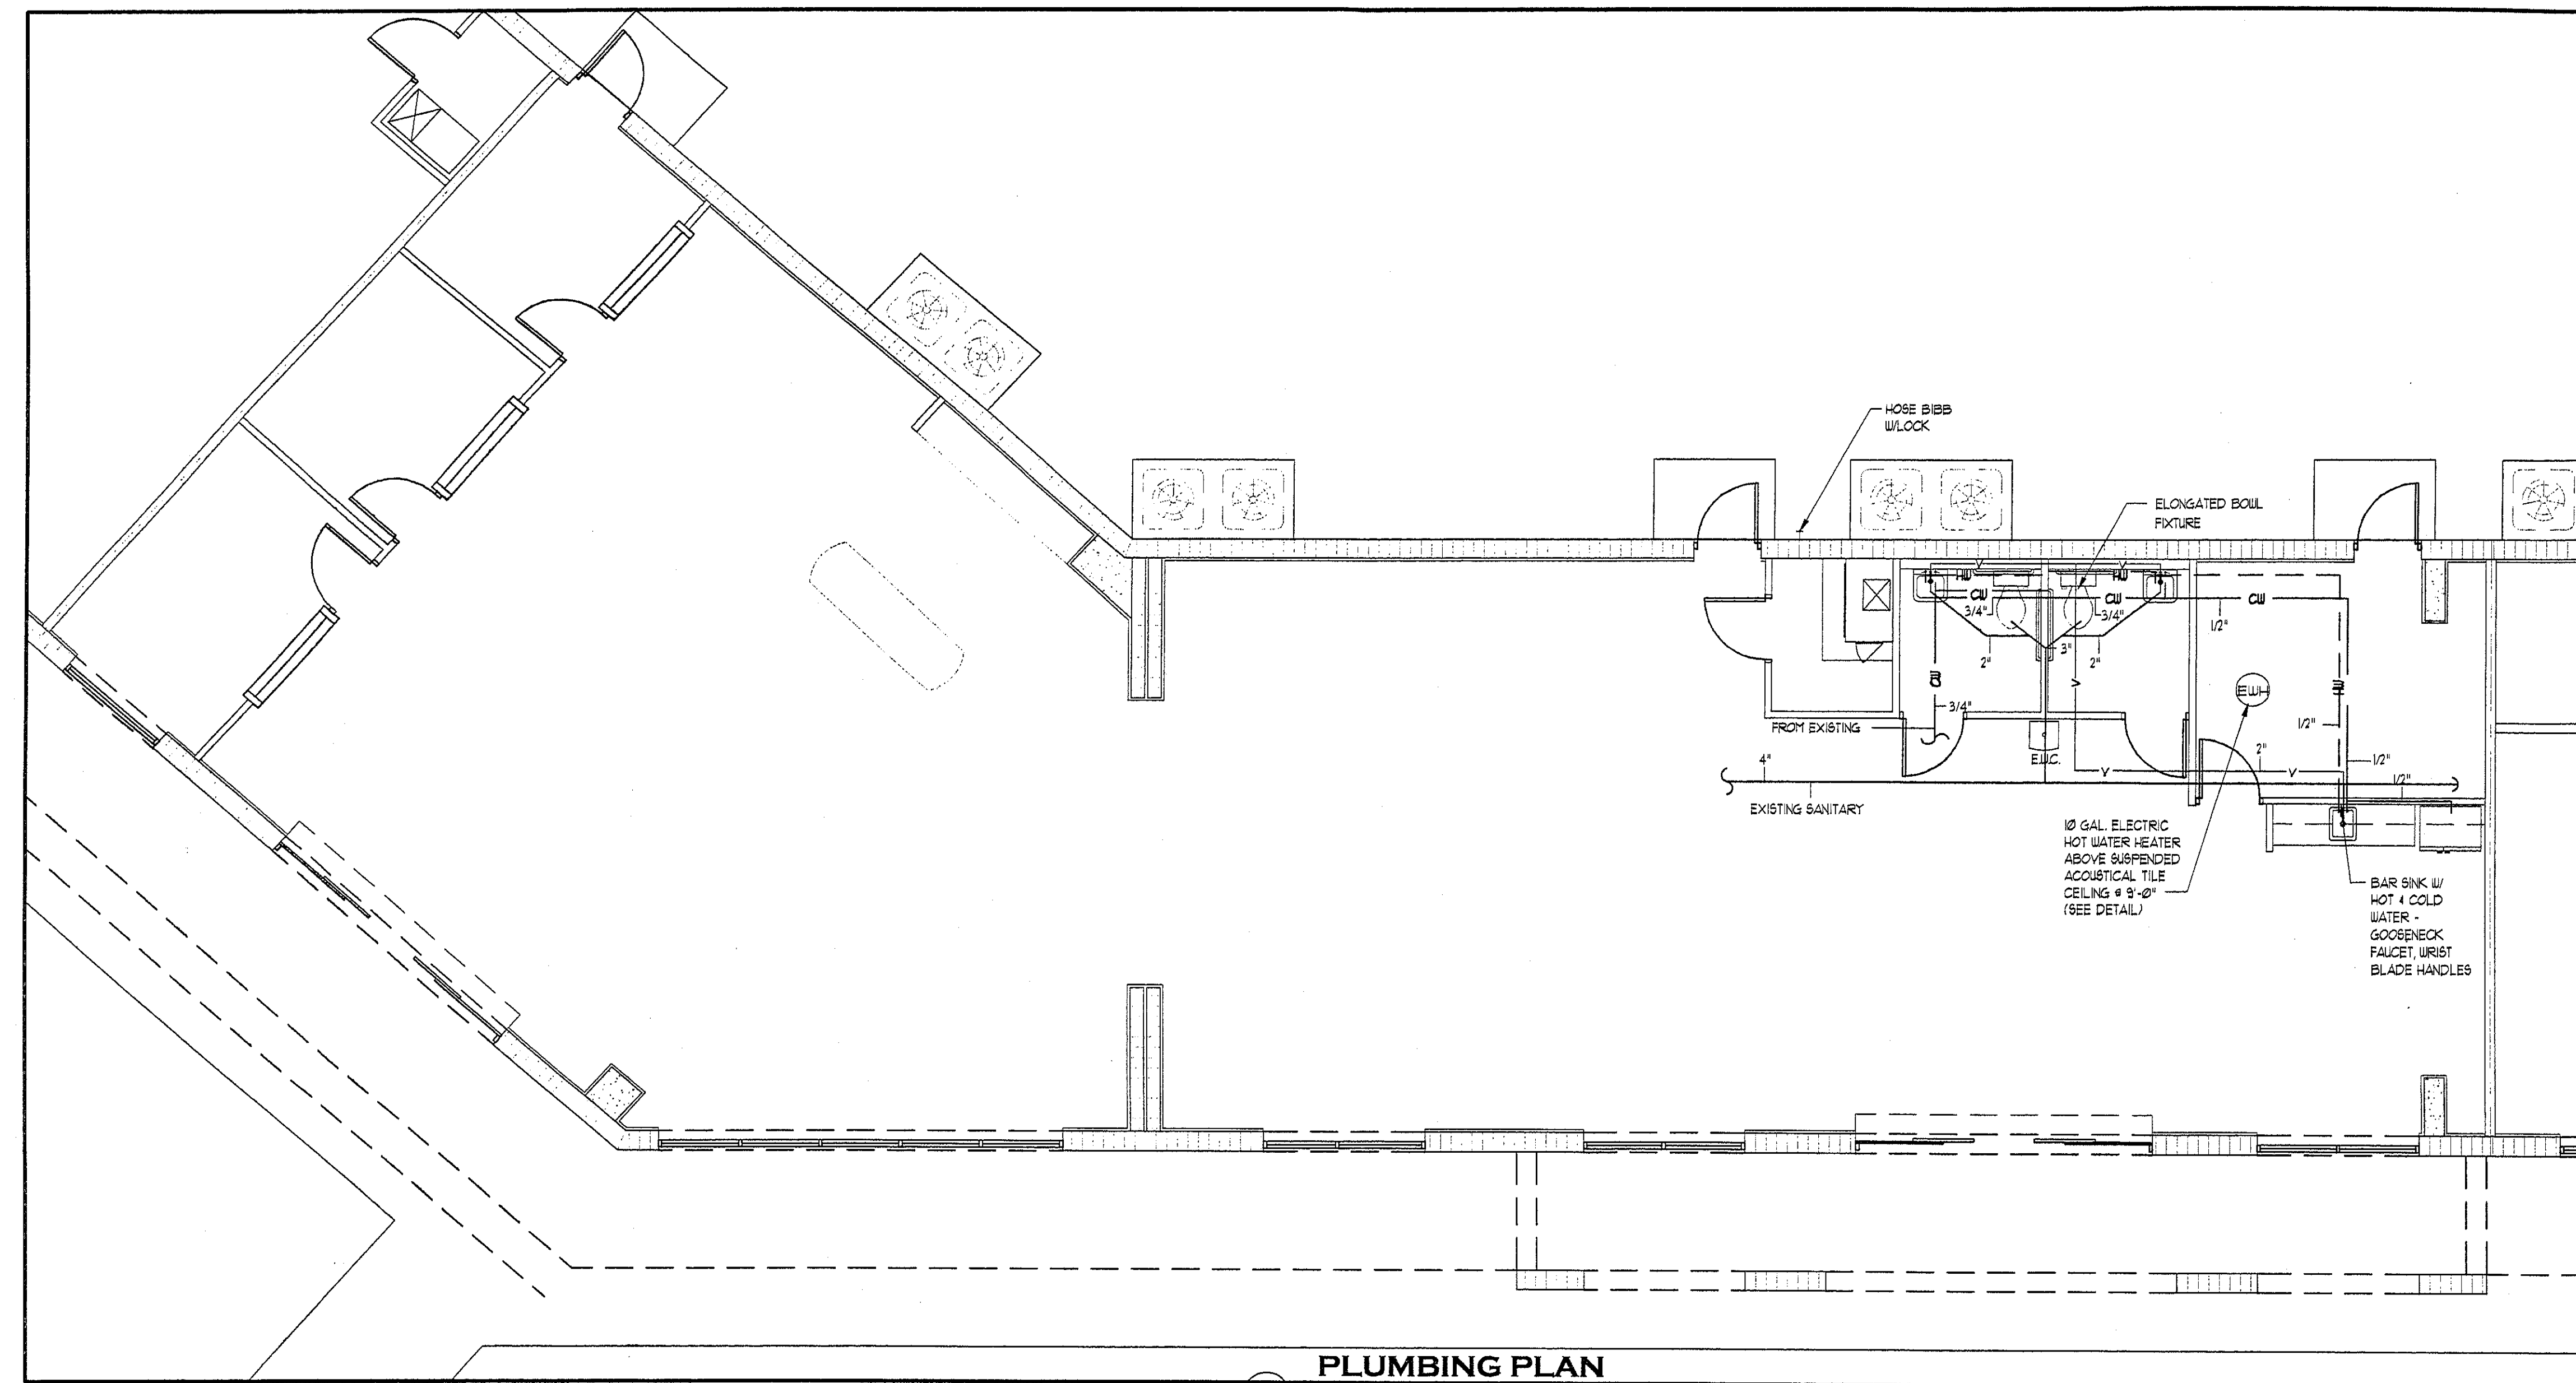 HOSE BIBB
W/LOCK
ELONGATED BOWL
FIXTURE
V
V
HW
HW
CW
CW
CW
3/4"
3/4"
1/2"
2"
3"
2"
CW
V
EWH
HW
3/4"
FROM EXISTING
1/2"
E.W.C.
4"
V
2"
V
1/2"
1/2"
EXISTING SANITARY
10 GAL. ELECTRIC
HOT WATER HEATER
ABOVE SUSPENDED
ACOUSTICAL TILE
CEILING @ 9'-0"
(SEE DETAIL)
BAR SINK W/
HOT & COLD
WATER -
GOOSENECK
FAUCET, WRIST
BLADE HANDLES
PLUMBING PLAN